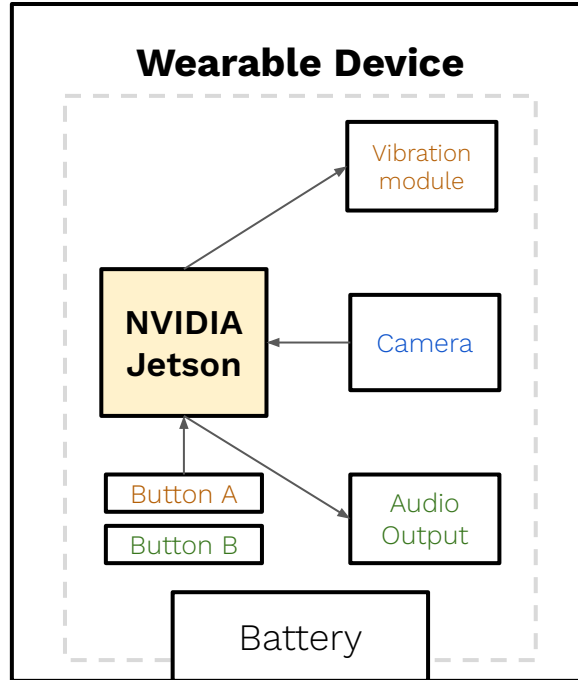 Wearable Device
Vibration
module
NVIDIA
Jetson
Camera
Button A
Button B
Audio
Output
Battery